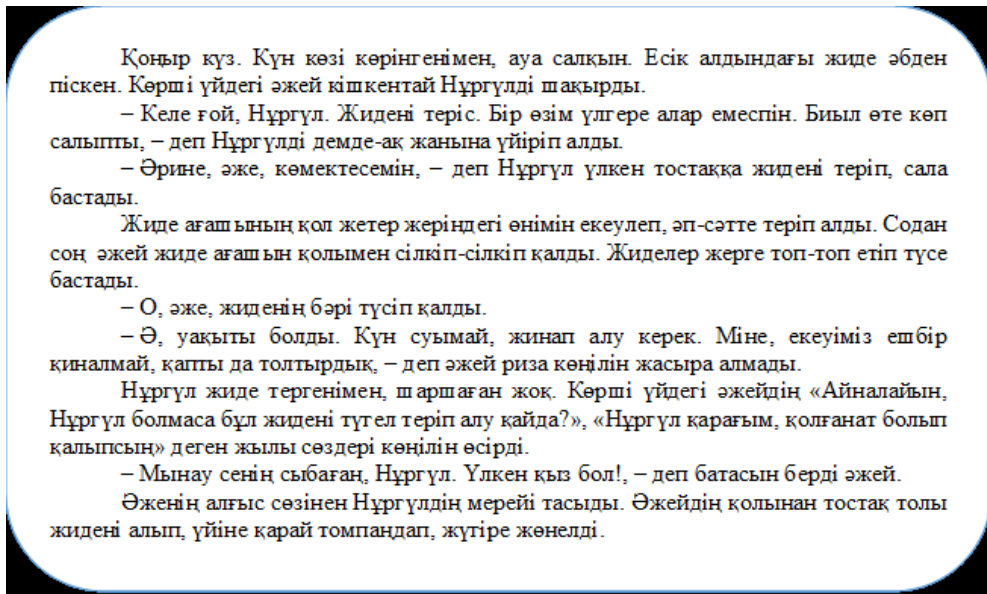 Қоңыр күз. Күн көзі көрінгенімен, ауа салқын. Есік алдындағы жиде әбден
піскен. Көрші үйдегі әжей кішкентай Нұргүлді шақырды.
– Келе ғой, Нұргүл. Жидені теріс. Бір өзім үлгере алар емеспін. Биыл өте көп
салыпты, – деп Нұргүлді демде-ақ жанына үйіріп алды.
– Әрине, әже, көмектесемін, – деп Нұргүл үлкен тостаққа жидені теріп, сала
бастады.
Жиде ағашының қол жетер жеріндегі өнімін екеулеп, әп-сәтте теріп алды. Содан
соң әжей жиде ағашын қолымен сілкіп-сілкіп қалды. Жиделер жерге топ-топ етіп түсе
бастады.
– О, әже, жиденің бәрі түсіп қалды.
– Ә, уақыты болды. Күн суымай, жинап алу керек. Міне, екеуіміз ешбір
қиналмай, қапты да толтырдық, – деп әжей риза көңілін жасыра алмады.
Нұргүл жиде тергенімен, шаршаған жоқ. Көрші үйдегі әжейдің «Айналайын,
Нұргүл болмаса бұл жидені түгел теріп алу қайда?», «Нұргүл қарағым, қолғанат болып
қалыпсың» деген жылы сөздері көңілін өсірді.
– Мынау сенің сыбағаң, Нұргүл. Үлкен қыз бол!, – деп батасын берді әжей.
Әженің алғыс сөзінен Нұргүлдің мерейі тасыды. Әжейдің қолынан тостақ толы
жидені алып, үйіне қарай томпаңдап, жүгіре жөнелді.